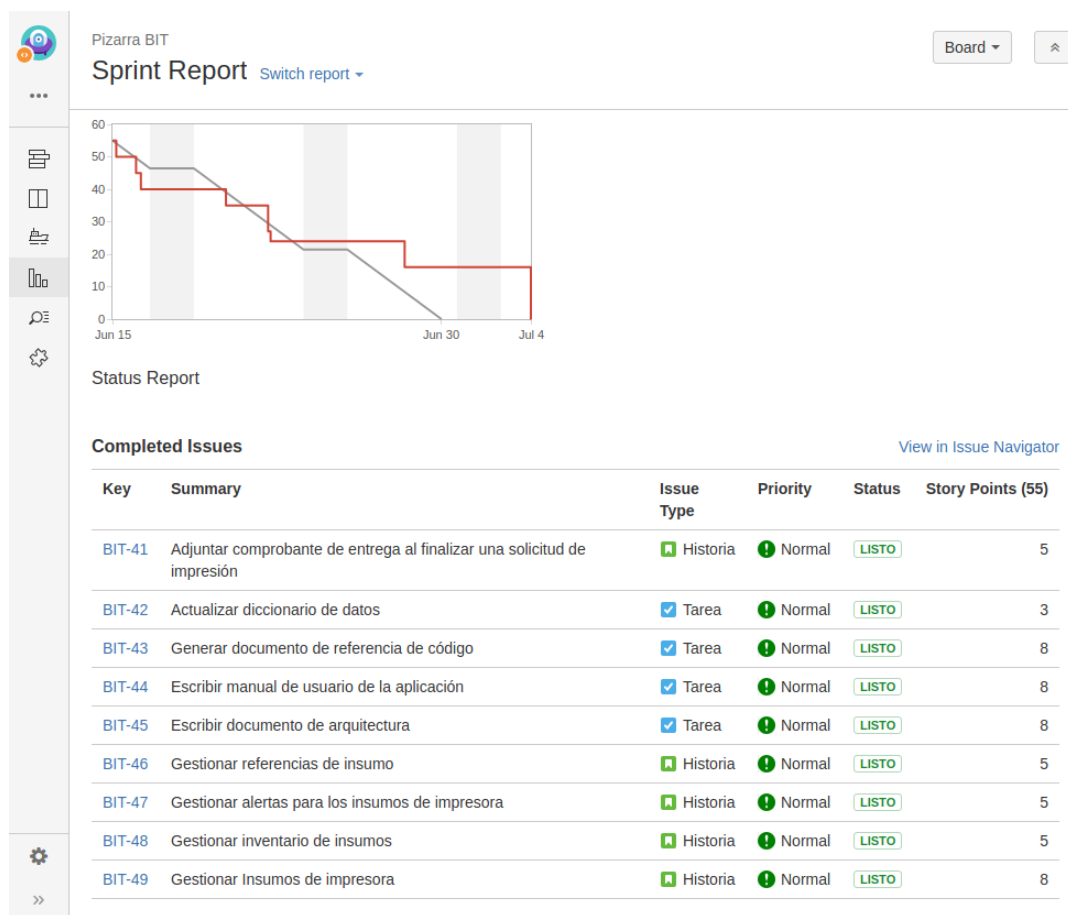 Pizarra BIT
Sprint Report Switch report
Board
60
50
40
30
20
10
0
Jun 15 Jun 30 Jul 4
Status Report
Completed Issues View in Issue Navigator
Key Summary Issue Type Priority Status Story Points (55)
BIT-41 Adjuntar comprobante de entrega al finalizar una solicitud de Historia Normal LISTO 5
impresión
BIT-42 Actualizar diccionario de datos Tarea Normal LISTO 3
BIT-43 Generar documento de referencia de código Tarea Normal LISTO 8
BIT-44 Escribir manual de usuario de la aplicación Tarea Normal LISTO 8
BIT-45 Escribir documento de arquitectura Tarea Normal LISTO 8
BIT-46 Gestionar referencias de insumo Historia Normal LISTO 5
BIT-47 Gestionar alertas para los insumos de impresora Historia Normal LISTO 5
BIT-48 Gestionar inventario de insumos Historia Normal LISTO 5
BIT-49 Gestionar Insumos de impresora Historia Normal LISTO 8